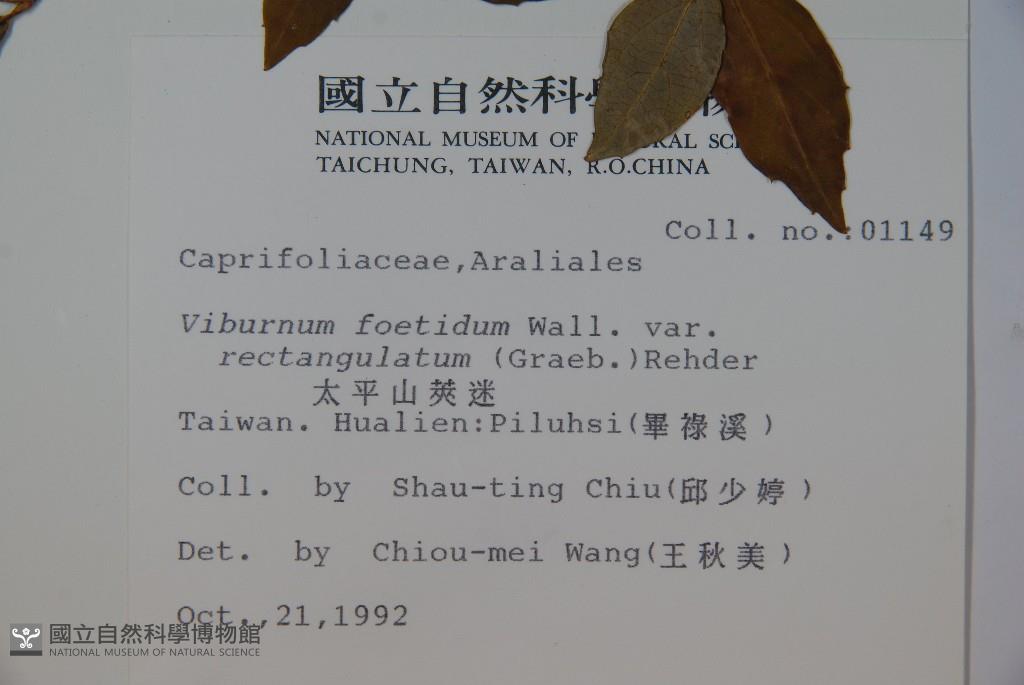 國立自然科學
NATIONAL MUSEUM OF
TAICHUNG, TAIWAN, R.O.CHINA
Coll. no.:01149
Caprifoliaceae,Araliales
Viburnum foetidum Wall. var.
rectangulatum (Graeb.)Rehder
太平山莢迷
Taiwan. Hualien:Piluhsi(畢祿溪)
Coll. by Shau-ting Chiu(邱少婷)
Det. by Chiou-mei Wang(王秋美)
Oct.,21,1992
國立自然科學博物館
NATIONAL MUSEUM OF NATURAL SCIENCE